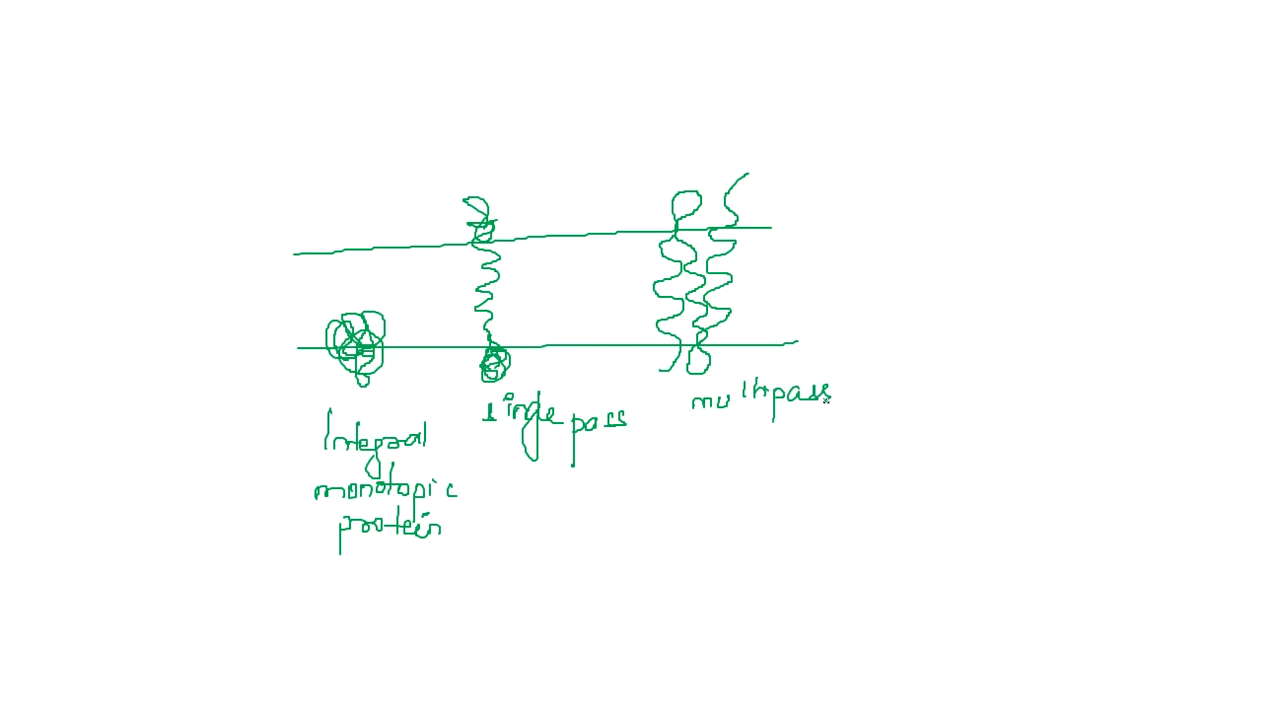 Integral
monotopic
protein
single pass
multipass